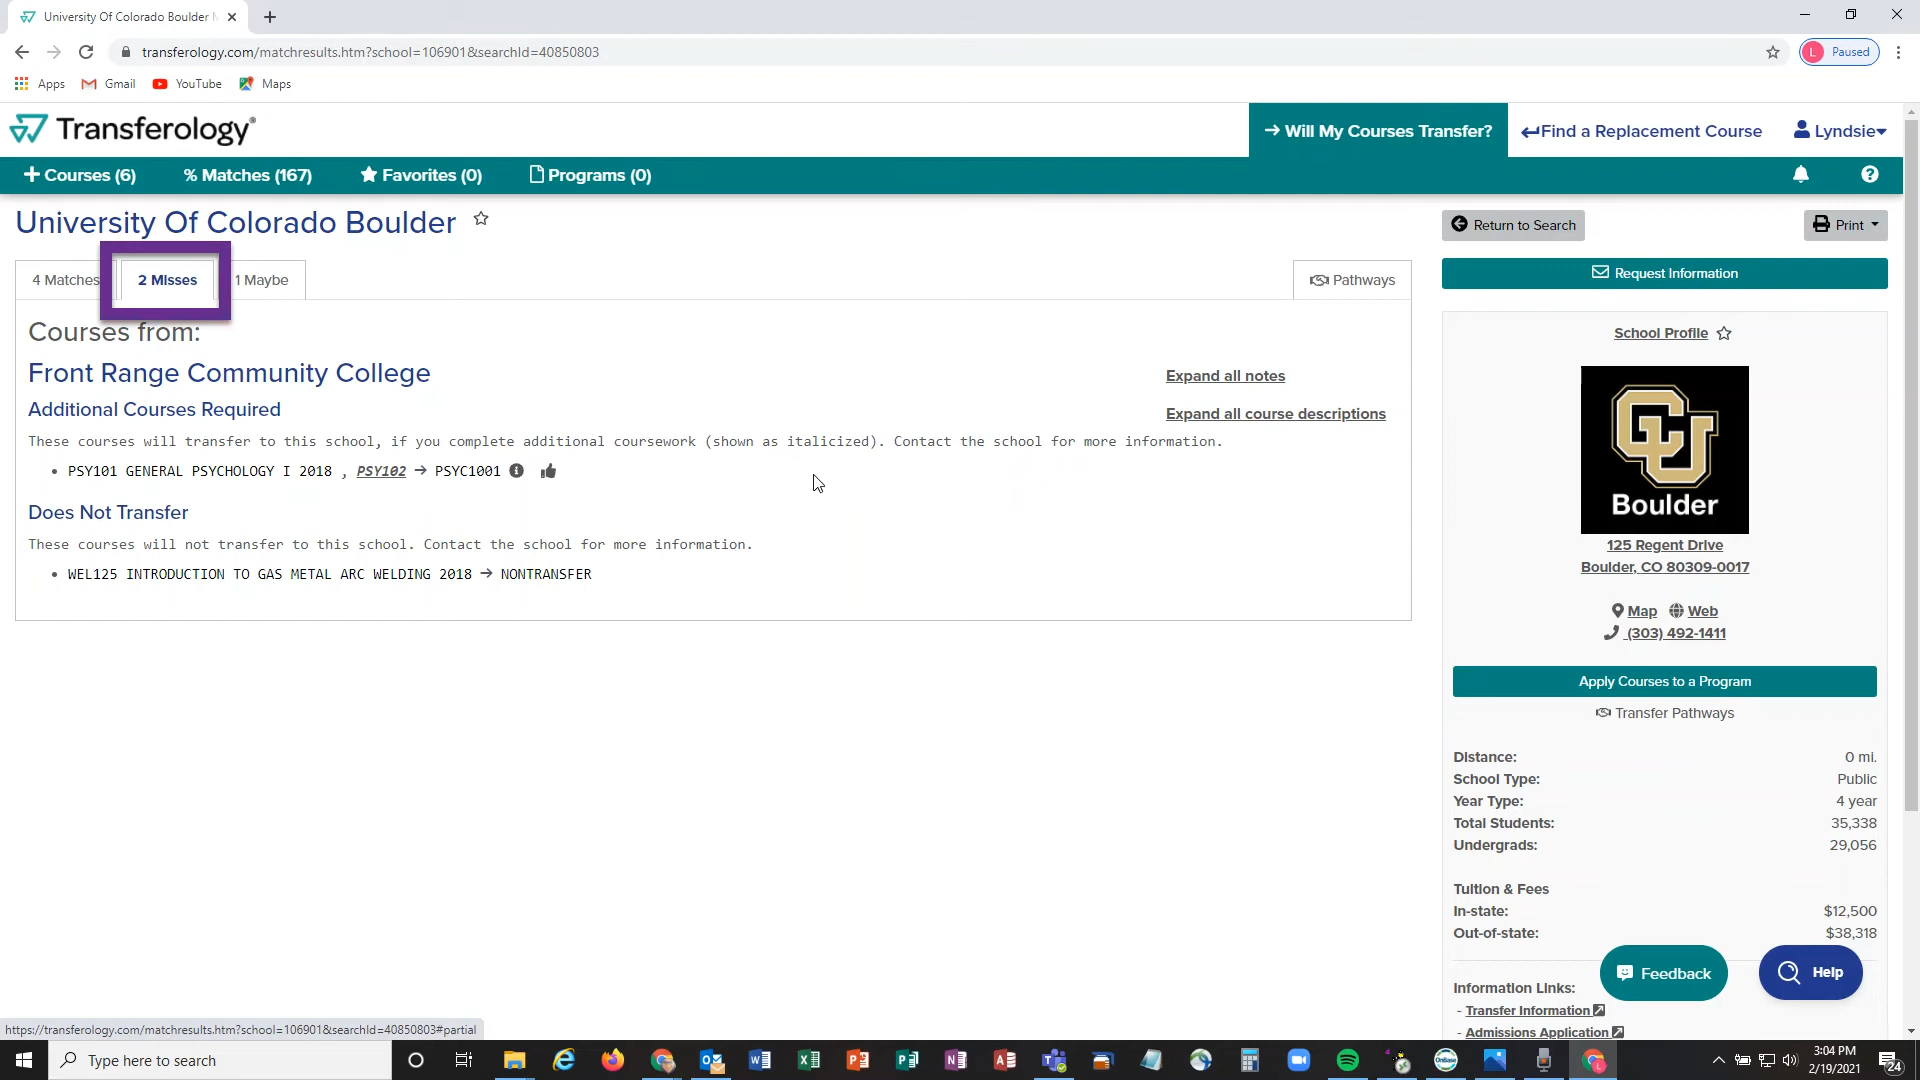 University Of Colorado Boulder M
transferology.com/matchresults.htm?school=106901&searchId=40850803
L Paused
Apps Gmail YouTube Maps
Transferology®
Will My Courses Transfer? Find a Replacement Course Lyndsie
Courses (6) % Matches (167) Favorites (0) Programs (0)
University Of Colorado Boulder
Return to Search Print
4 Matches 2 Misses 1 Maybe Pathways
Request Information
Courses from:
School Profile
Front Range Community College
Expand all notes
Additional Courses Required
Expand all course descriptions
These courses will transfer to this school, if you complete additional coursework (shown as italicized). Contact the school for more information.
• PSY101 GENERAL PSYCHOLOGY I 2018 , PSY102 → PSYC1001
Does Not Transfer
These courses will not transfer to this school. Contact the school for more information.
• WEL125 INTRODUCTION TO GAS METAL ARC WELDING 2018 → NONTRANSFER
CU
Boulder
125 Regent Drive
Boulder, CO 80309-0017
Map Web
(303) 492-1411
Apply Courses to a Program
Transfer Pathways
Distance: 0 mi.
School Type: Public
Year Type: 4 year
Total Students: 35,338
Undergrads: 29,056
Tuition & Fees
In-state: $12,500
Out-of-state: $38,318
Feedback Help
Information Links:
- Transfer Information
- Admissions Application
https://transferology.com/matchresults.htm?school=106901&searchId=40850803#partial
Type here to search
3:04 PM
2/19/2021
24